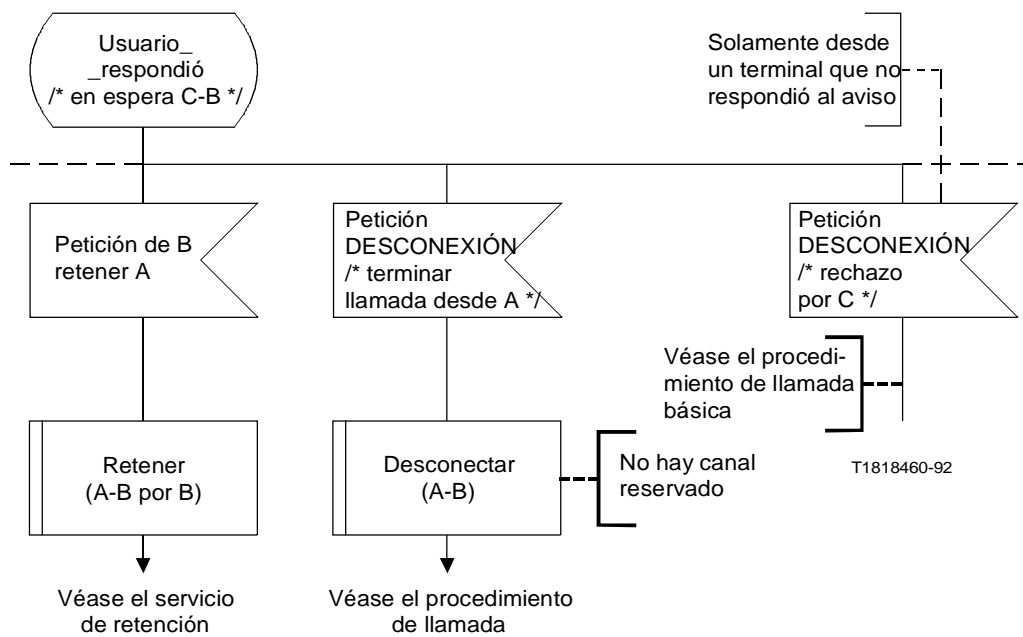 Usuario_
_respondió
/* en espera C-B */
Solamente desde
un terminal que no
respondió al aviso
Petición de B
retener A
Petición
DESCONEXIÓN
/* terminar
llamada desde A */
Petición
DESCONEXIÓN
/* rechazo
por C */
Véase el procedi-
miento de llamada
básica
Retener
(A-B por B)
Desconectar
(A-B)
No hay canal
reservado
T1818460-92
Véase el servicio
de retención
Véase el procedimiento
de llamada